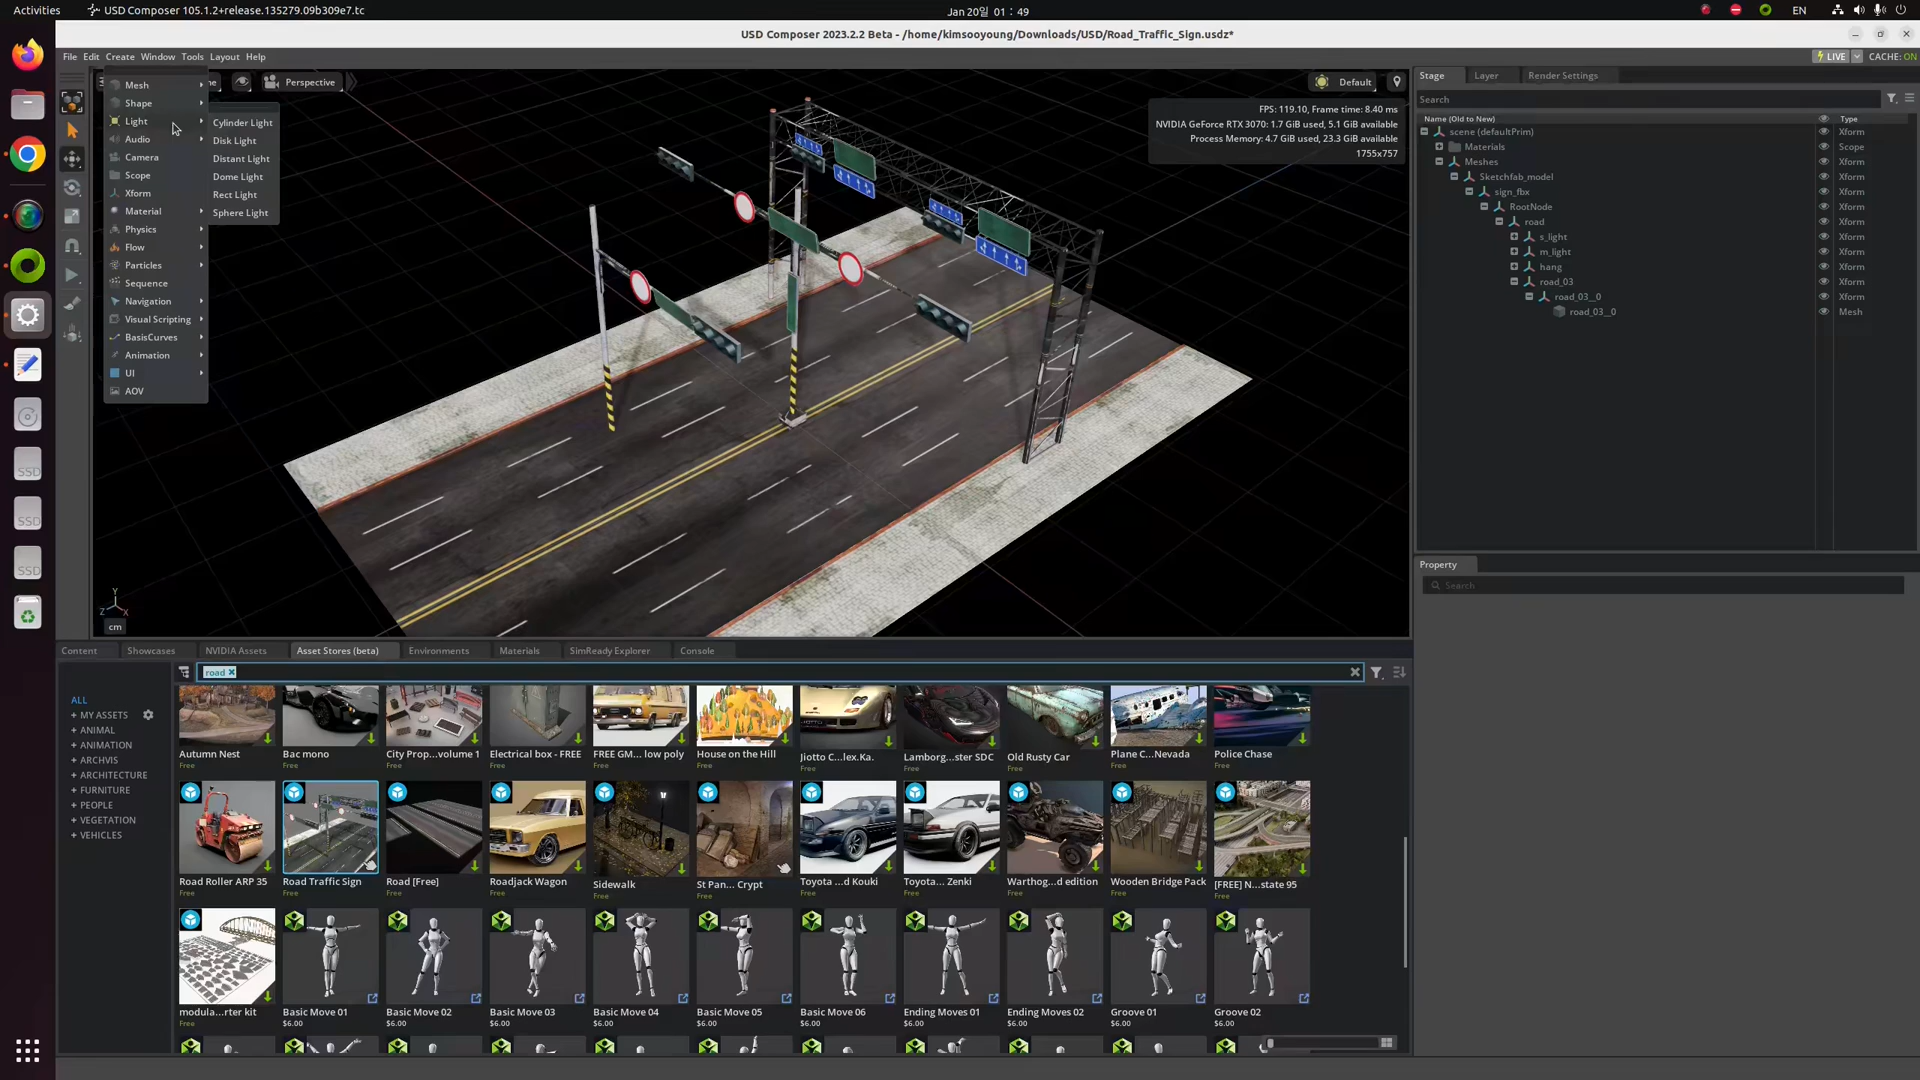 Activities
USD Composer 105.1.2+release.135279.09b309e7.tc
Jan 20일 01 : 49
EN
USD Composer 2023.2.2 Beta - /home/kimsooyoung/Downloads/USD/Road_Traffic_Sign.usdz*
File Edit Create Window Tools Layout Help
LIVE
CACHE: ON
Mesh
Shape
Light
Audio
Camera
Scope
Xform
Material
Physics
Flow
Particles
Sequence
Navigation
Visual Scripting
BasisCurves
Animation
UI
AOV
Cylinder Light
Disk Light
Distant Light
Dome Light
Rect Light
Sphere Light
Perspective
Default
FPS: 119.10, Frame time: 8.40 ms
NVIDIA GeForce RTX 3070: 1.7 GiB used, 5.1 GiB available
Process Memory: 4.7 GiB used, 23.3 GiB available
1755x757
Y
Z
X
cm
SSD
SSD
SSD
Stage Layer Render Settings
Search
Name (Old to New) Type
scene (defaultPrim) Xform
Materials Scope
Meshes Xform
Sketchfab_model Xform
sign_fbx Xform
RootNode Xform
road Xform
s_light Xform
m_light Xform
hang Xform
road_03 Xform
road_03__0 Xform
road_03__0 Mesh
Property
Search
Content Showcases NVIDIA Assets Asset Stores (beta) Environments Materials SimReady Explorer Console
road
ALL
+ MY ASSETS
+ ANIMAL
+ ANIMATION
+ ARCHVIS
+ ARCHITECTURE
+ FURNITURE
+ PEOPLE
+ VEGETATION
+ VEHICLES
Autumn Nest Bac mono City Prop...volume 1 Electrical box - FREE FREE GM... low poly House on the Hill Jiotto C...lex.Ka. Lamborg...ster SDC Old Rusty Car Plane C...Nevada Police Chase
Free Free Free Free Free Free Free Free Free Free Free
Road Roller ARP 35 Road Traffic Sign Road [Free] Roadjack Wagon Sidewalk St Pan... Crypt Toyota ...d Kouki Toyota... Zenki Warthog...d edition Wooden Bridge Pack [FREE] N...state 95
Free Free Free Free Free Free Free Free Free Free Free
modula...rter kit Basic Move 01 Basic Move 02 Basic Move 03 Basic Move 04 Basic Move 05 Basic Move 06 Ending Moves 01 Ending Moves 02 Groove 01 Groove 02
Free $6.00 $6.00 $6.00 $6.00 $6.00 $6.00 $6.00 $6.00 $6.00 $6.00